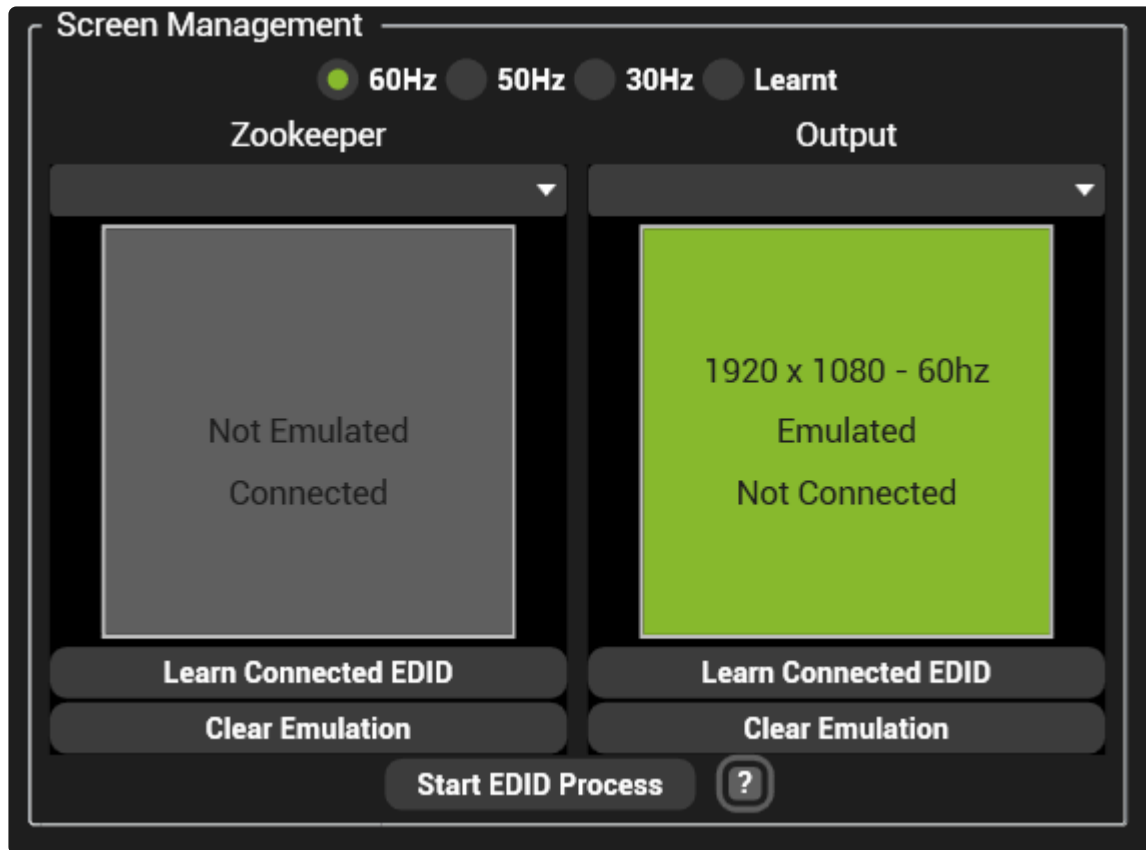 Screen Management
60Hz 50Hz 30Hz Learnt
Zookeeper Output
Not Emulated
Connected
1920 x 1080 - 60hz
Emulated
Not Connected
Learn Connected EDID Learn Connected EDID
Clear Emulation Clear Emulation
Start EDID Process ?